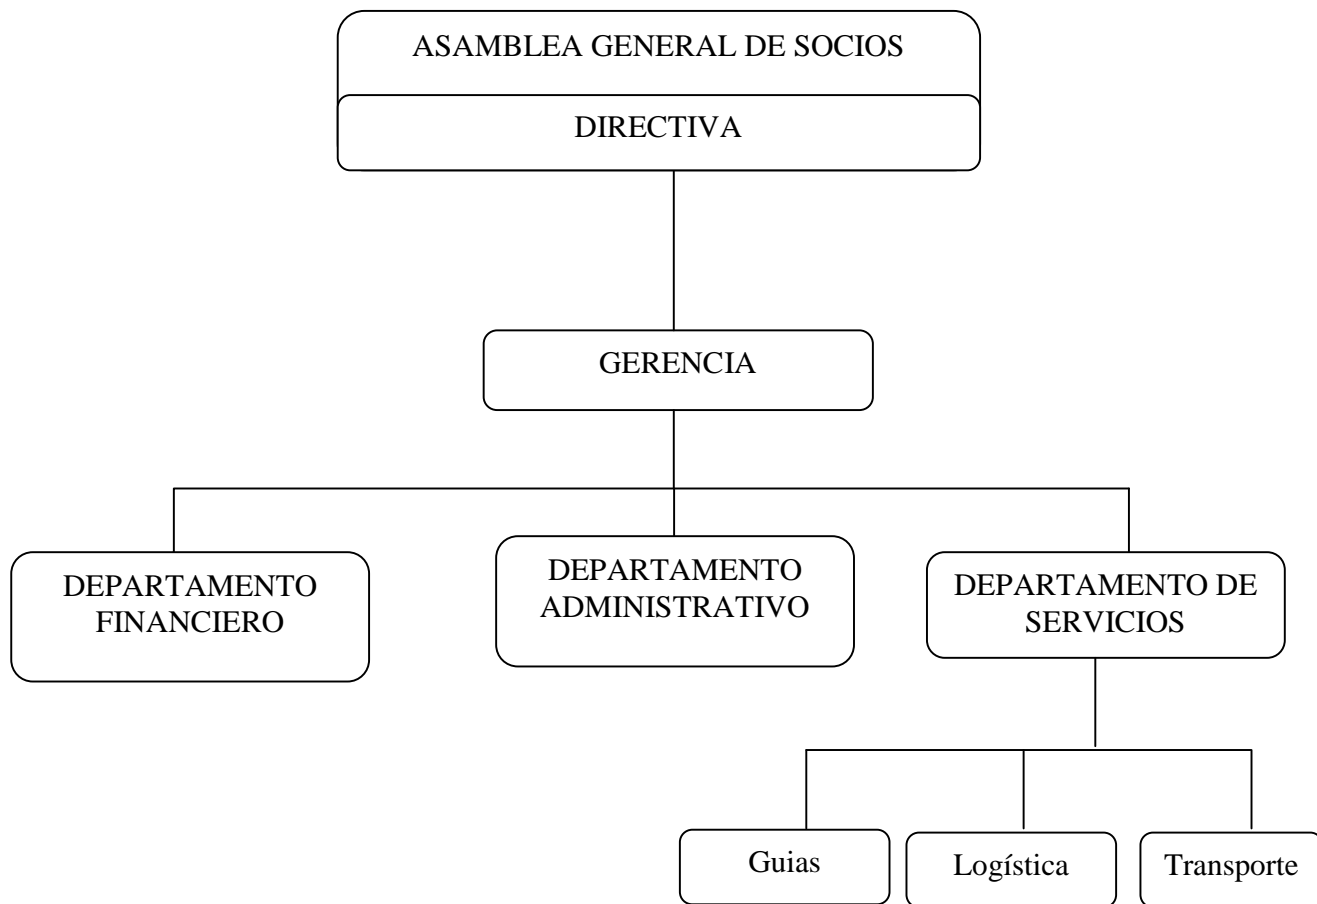 ASAMBLEA GENERAL DE SOCIOS
DIRECTIVA
GERENCIA
DEPARTAMENTO
FINANCIERO
DEPARTAMENTO
ADMINISTRATIVO
DEPARTAMENTO DE
SERVICIOS
Guias
Logística
Transporte